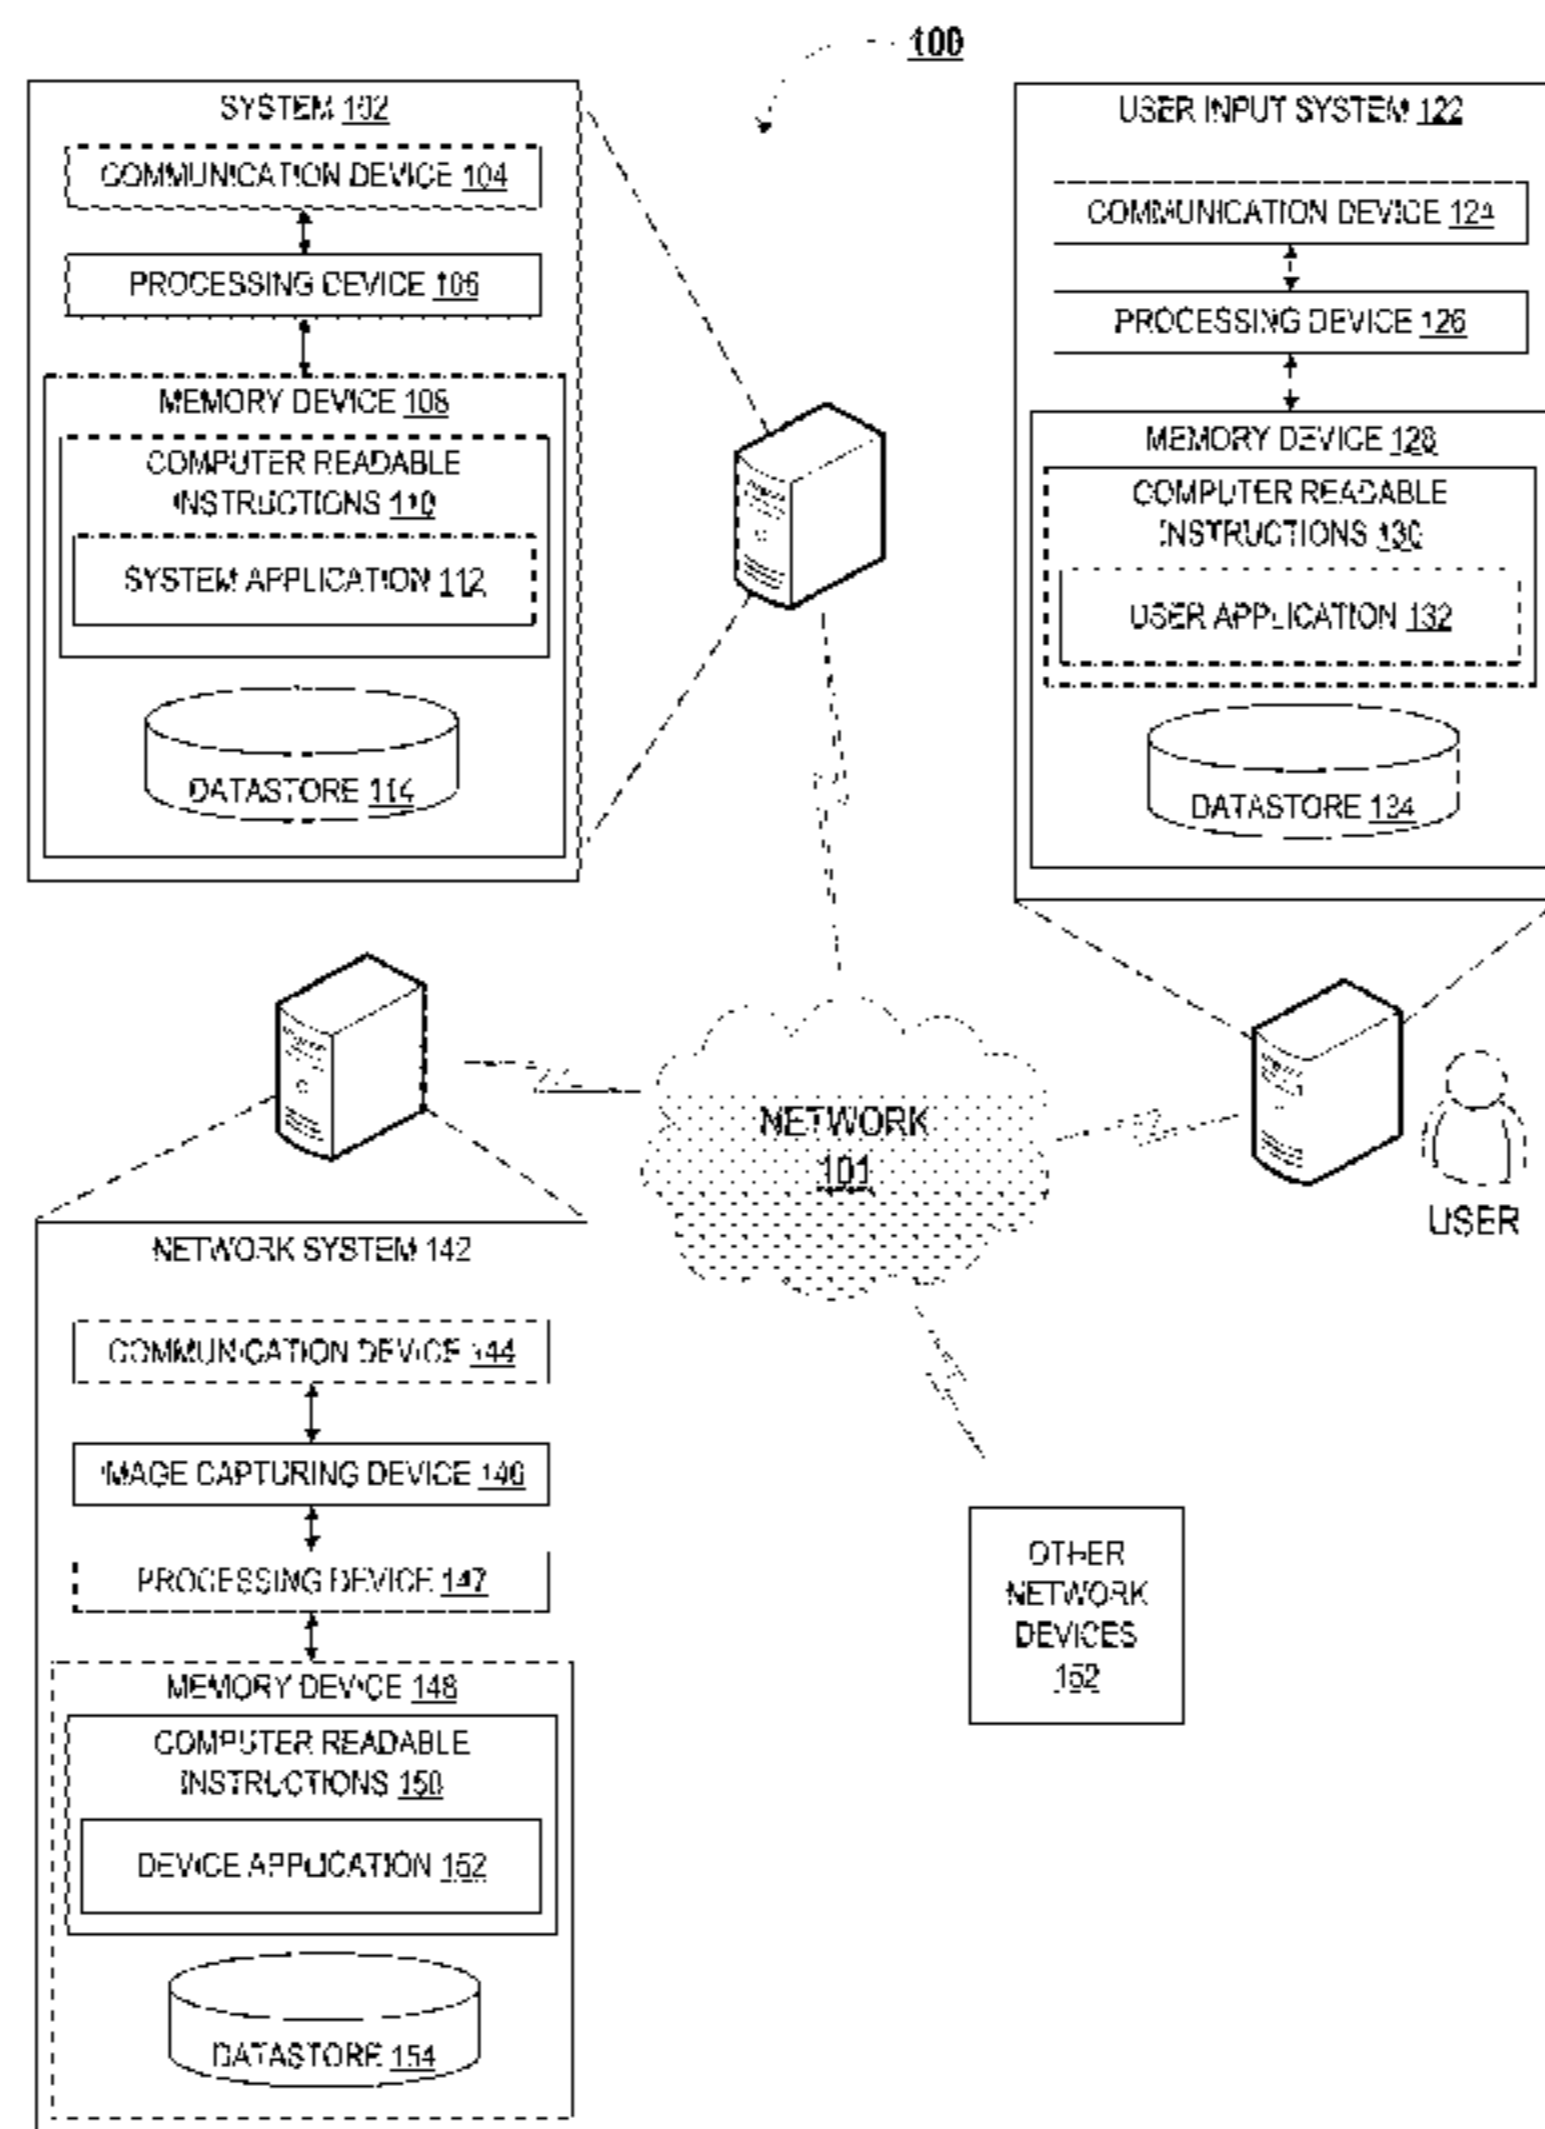 100
SYSTEM 102
COMMUNICATION DEVICE 104
PROCESSING DEVICE 106
MEMORY DEVICE 108
COMPUTER READABLE
INSTRUCTIONS 110
SYSTEM APPLICATION 112
DATASTORE 114
USER INPUT SYSTEM 122
COMMUNICATION DEVICE 124
PROCESSING DEVICE 126
MEMORY DEVICE 128
COMPUTER READABLE
INSTRUCTIONS 130
USER APPLICATION 132
DATASTORE 134
NETWORK
101
USER
NETWORK SYSTEM 142
COMMUNICATION DEVICE 144
IMAGE CAPTURING DEVICE 146
PROCESSING DEVICE 147
MEMORY DEVICE 148
COMPUTER READABLE
INSTRUCTIONS 150
DEVICE APPLICATION 152
DATASTORE 154
OTHER
NETWORK
DEVICES
152